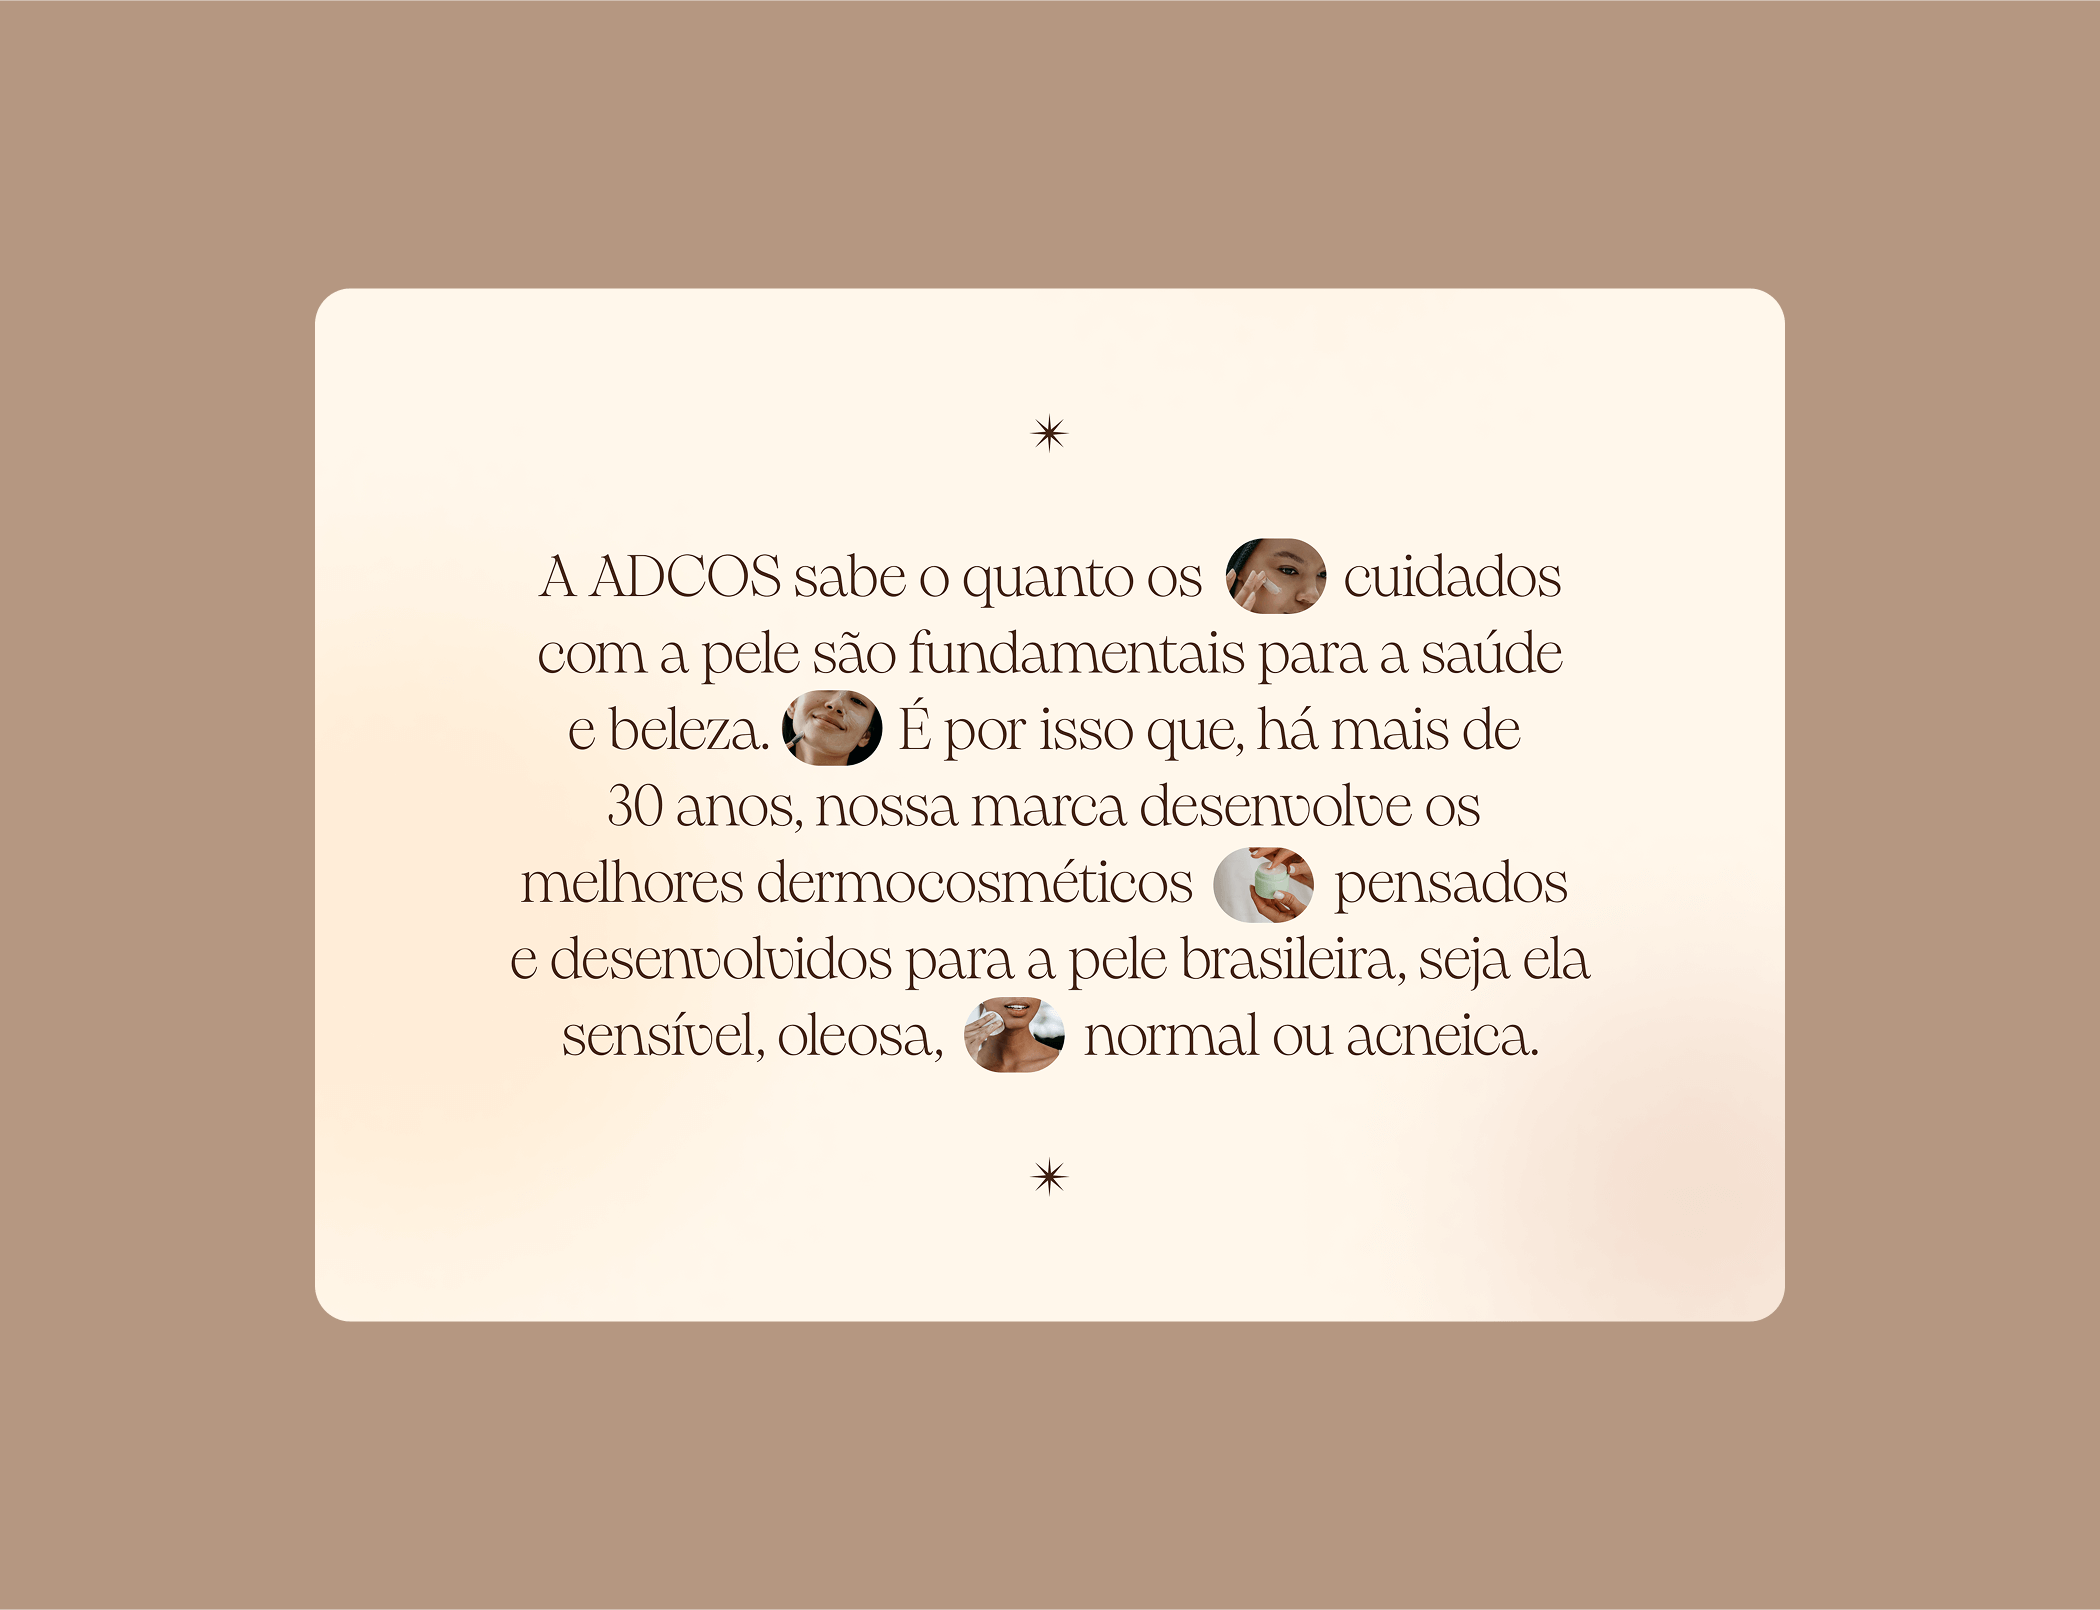 A ADCOS sabe o quanto os cuidados
com a pele são fundamentais para a saúde
e beleza. É por isso que, há mais de
30 anos, nossa marca desenvolve os
melhores dermocosméticos pensados
e desenvolvidos para a pele brasileira, seja ela
sensível, oleosa, normal ou acneica.